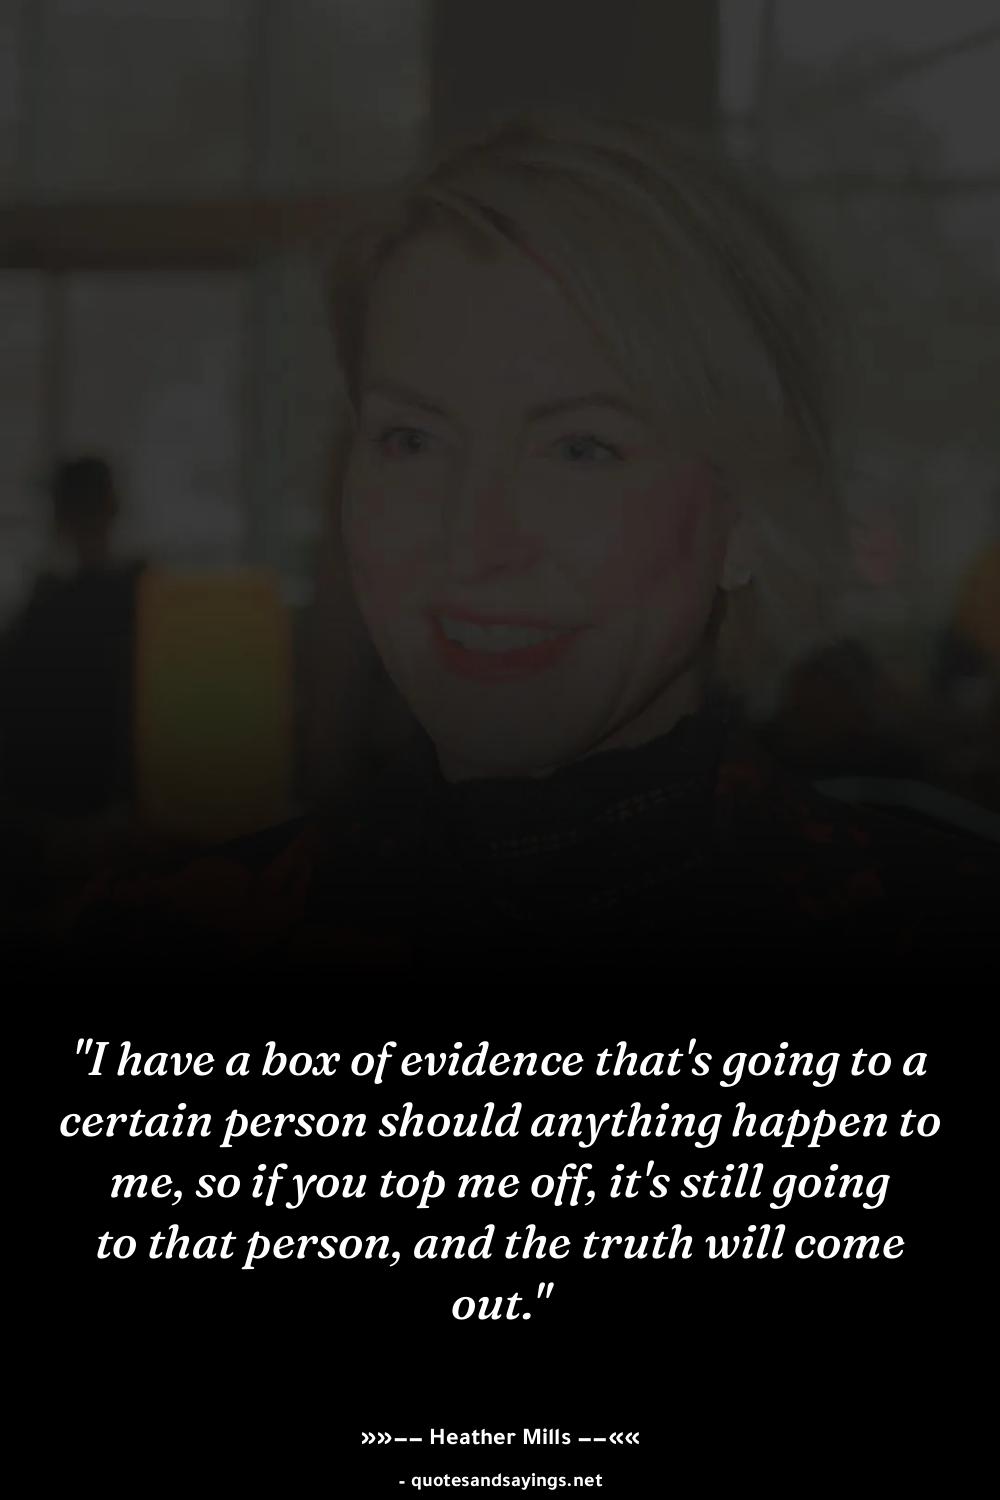 "I have a box of evidence that's going to a
certain person should anything happen to
me, so if you top me off, it's still going
to that person, and the truth will come
out."
»»−− Heather Mills −−««
- quotesandsayings.net